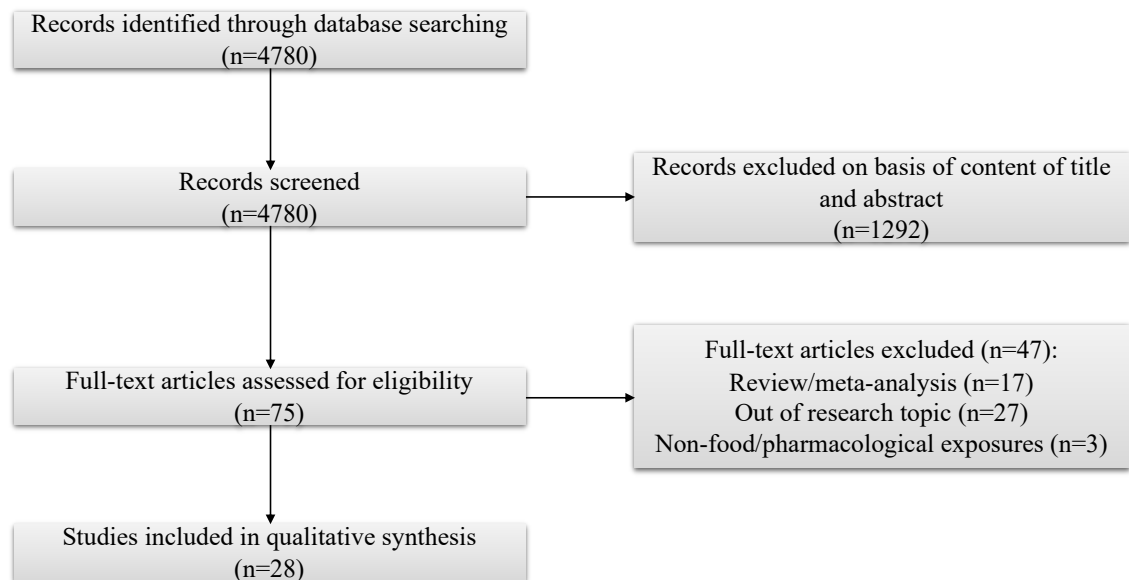 Records identified through database searching
(n=4780)
Records screened
(n=4780)
Records excluded on basis of content of title
and abstract
(n=1292)
Full-text articles assessed for eligibility
(n=75)
Full-text articles excluded (n=47):
Review/meta-analysis (n=17)
Out of research topic (n=27)
Non-food/pharmacological exposures (n=3)
Studies included in qualitative synthesis
(n=28)